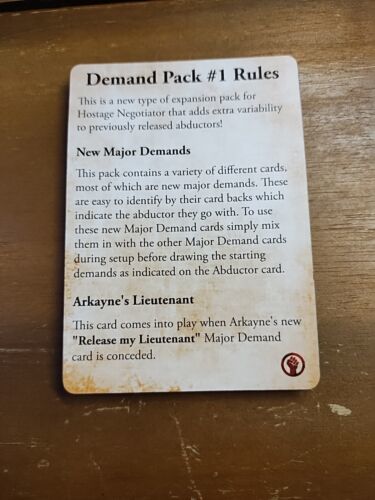 Demand Pack #1 Rules
This is a new type of expansion pack for
Hostage Negotiator that adds extra variability
to previously released abductors!
New Major Demands
This pack contains a variety of different cards,
most of which are new major demands. These
are easy to identify by their card backs which
indicate the abductor they go with. To use
these new Major Demand cards simply mix
them in with the other Major Demand cards
during setup before drawing the starting
demands as indicated on the Abductor card.
Arkayne's Lieutenant
This card comes into play when Arkayne's new
"Release my Lieutenant" Major Demand
card is conceded.